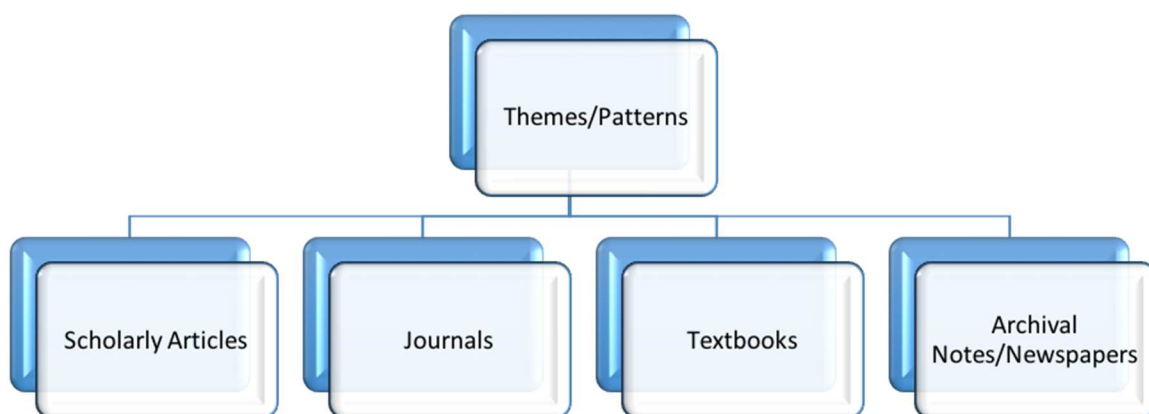 Themes/Patterns
Scholarly Articles
Journals
Textbooks
Archival
Notes/Newspapers